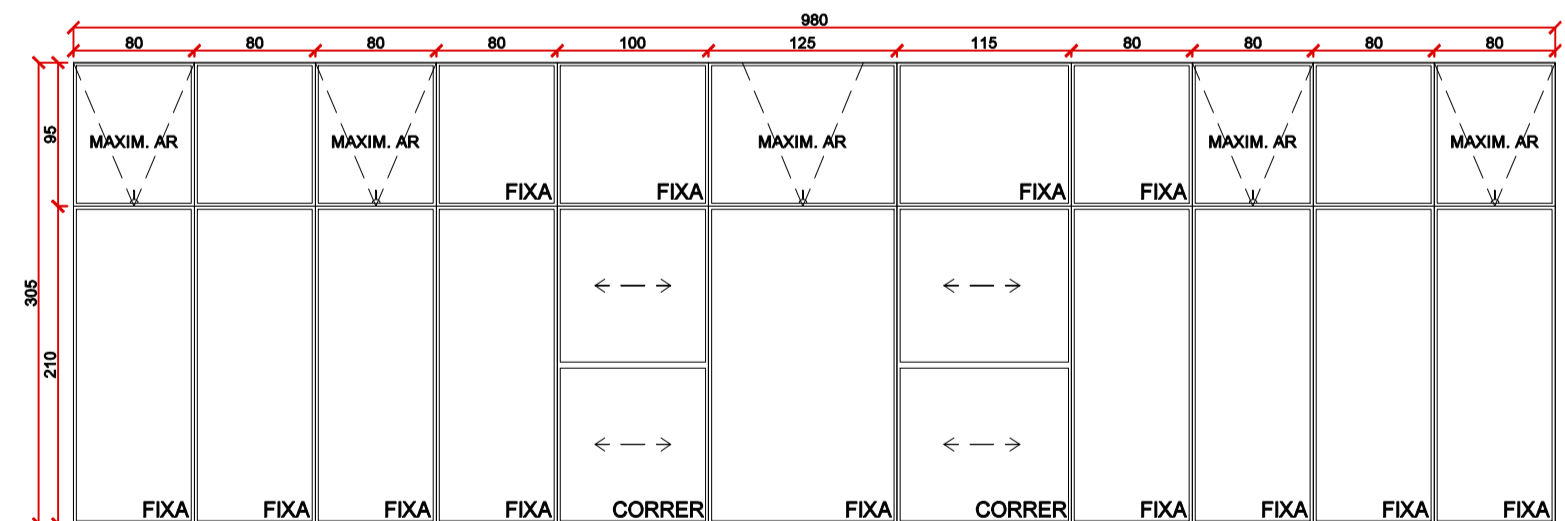 980
80 80 80 80 100 125 115 80 80 80 80
95
MAXIM. AR MAXIM. AR MAXIM. AR MAXIM. AR MAXIM. AR
FIXA FIXA FIXA FIXA
305
210
FIXA FIXA FIXA FIXA CORRER FIXA CORRER FIXA FIXA FIXA FIXA